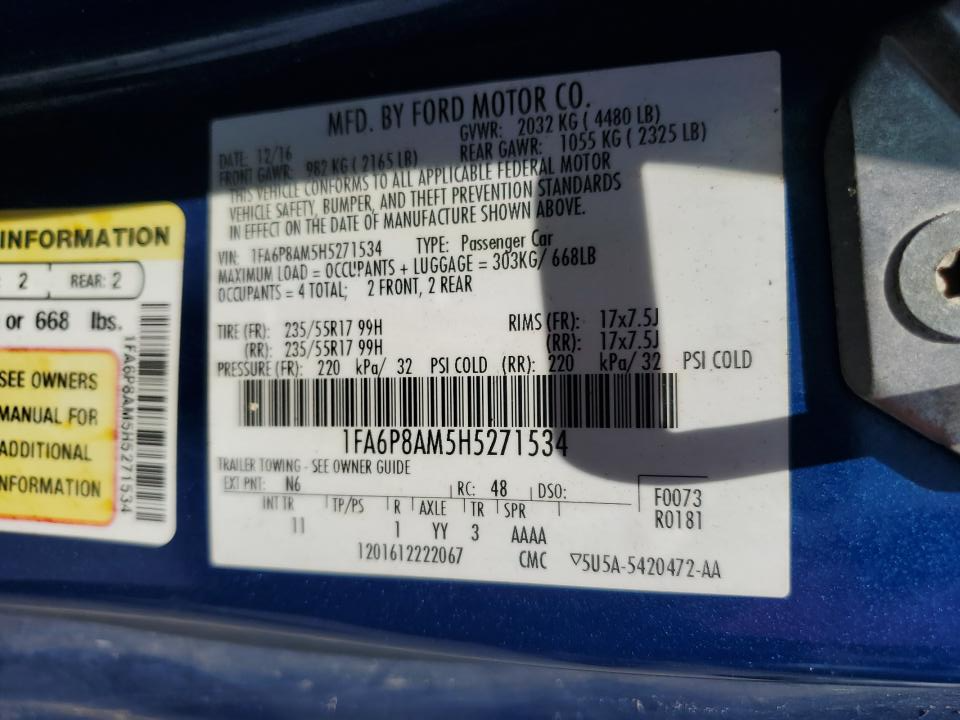 INFORMATION
: 2 REAR: 2
or 668 lbs.
SEE OWNERS
MANUAL FOR
ADDITIONAL
INFORMATION
1FA6P8AM5H5271534
MFD. BY FORD MOTOR CO.
DATE: 12/16 GVWR: 2032 KG ( 4480 LB)
FRONT GAWR: 982 KG ( 2165 LB) REAR GAWR: 1055 KG ( 2325 LB)
THIS VEHICLE CONFORMS TO ALL APPLICABLE FEDERAL MOTOR
VEHICLE SAFETY, BUMPER, AND THEFT PREVENTION STANDARDS
IN EFFECT ON THE DATE OF MANUFACTURE SHOWN ABOVE.
VIN: 1FA6P8AM5H5271534 TYPE: Passenger Car
MAXIMUM LOAD = OCCUPANTS + LUGGAGE = 303KG/ 668LB
OCCUPANTS = 4 TOTAL; 2 FRONT, 2 REAR
TIRE (FR): 235/55R17 99H RIMS (FR): 17x7.5J
(RR): 235/55R17 99H (RR): 17x7.5J
PRESSURE (FR): 220 kPa/ 32 PSI COLD (RR): 220 kPa/ 32 PSI COLD
1FA6P8AM5H5271534
TRAILER TOWING - SEE OWNER GUIDE
EXT PNT: N6 RC: 48 DSO: F0073
INT TR TP/PS R AXLE TR SPR R0181
11 1 YY 3 AAAA
1201612222067 CMC ▽5U5A-5420472-AA